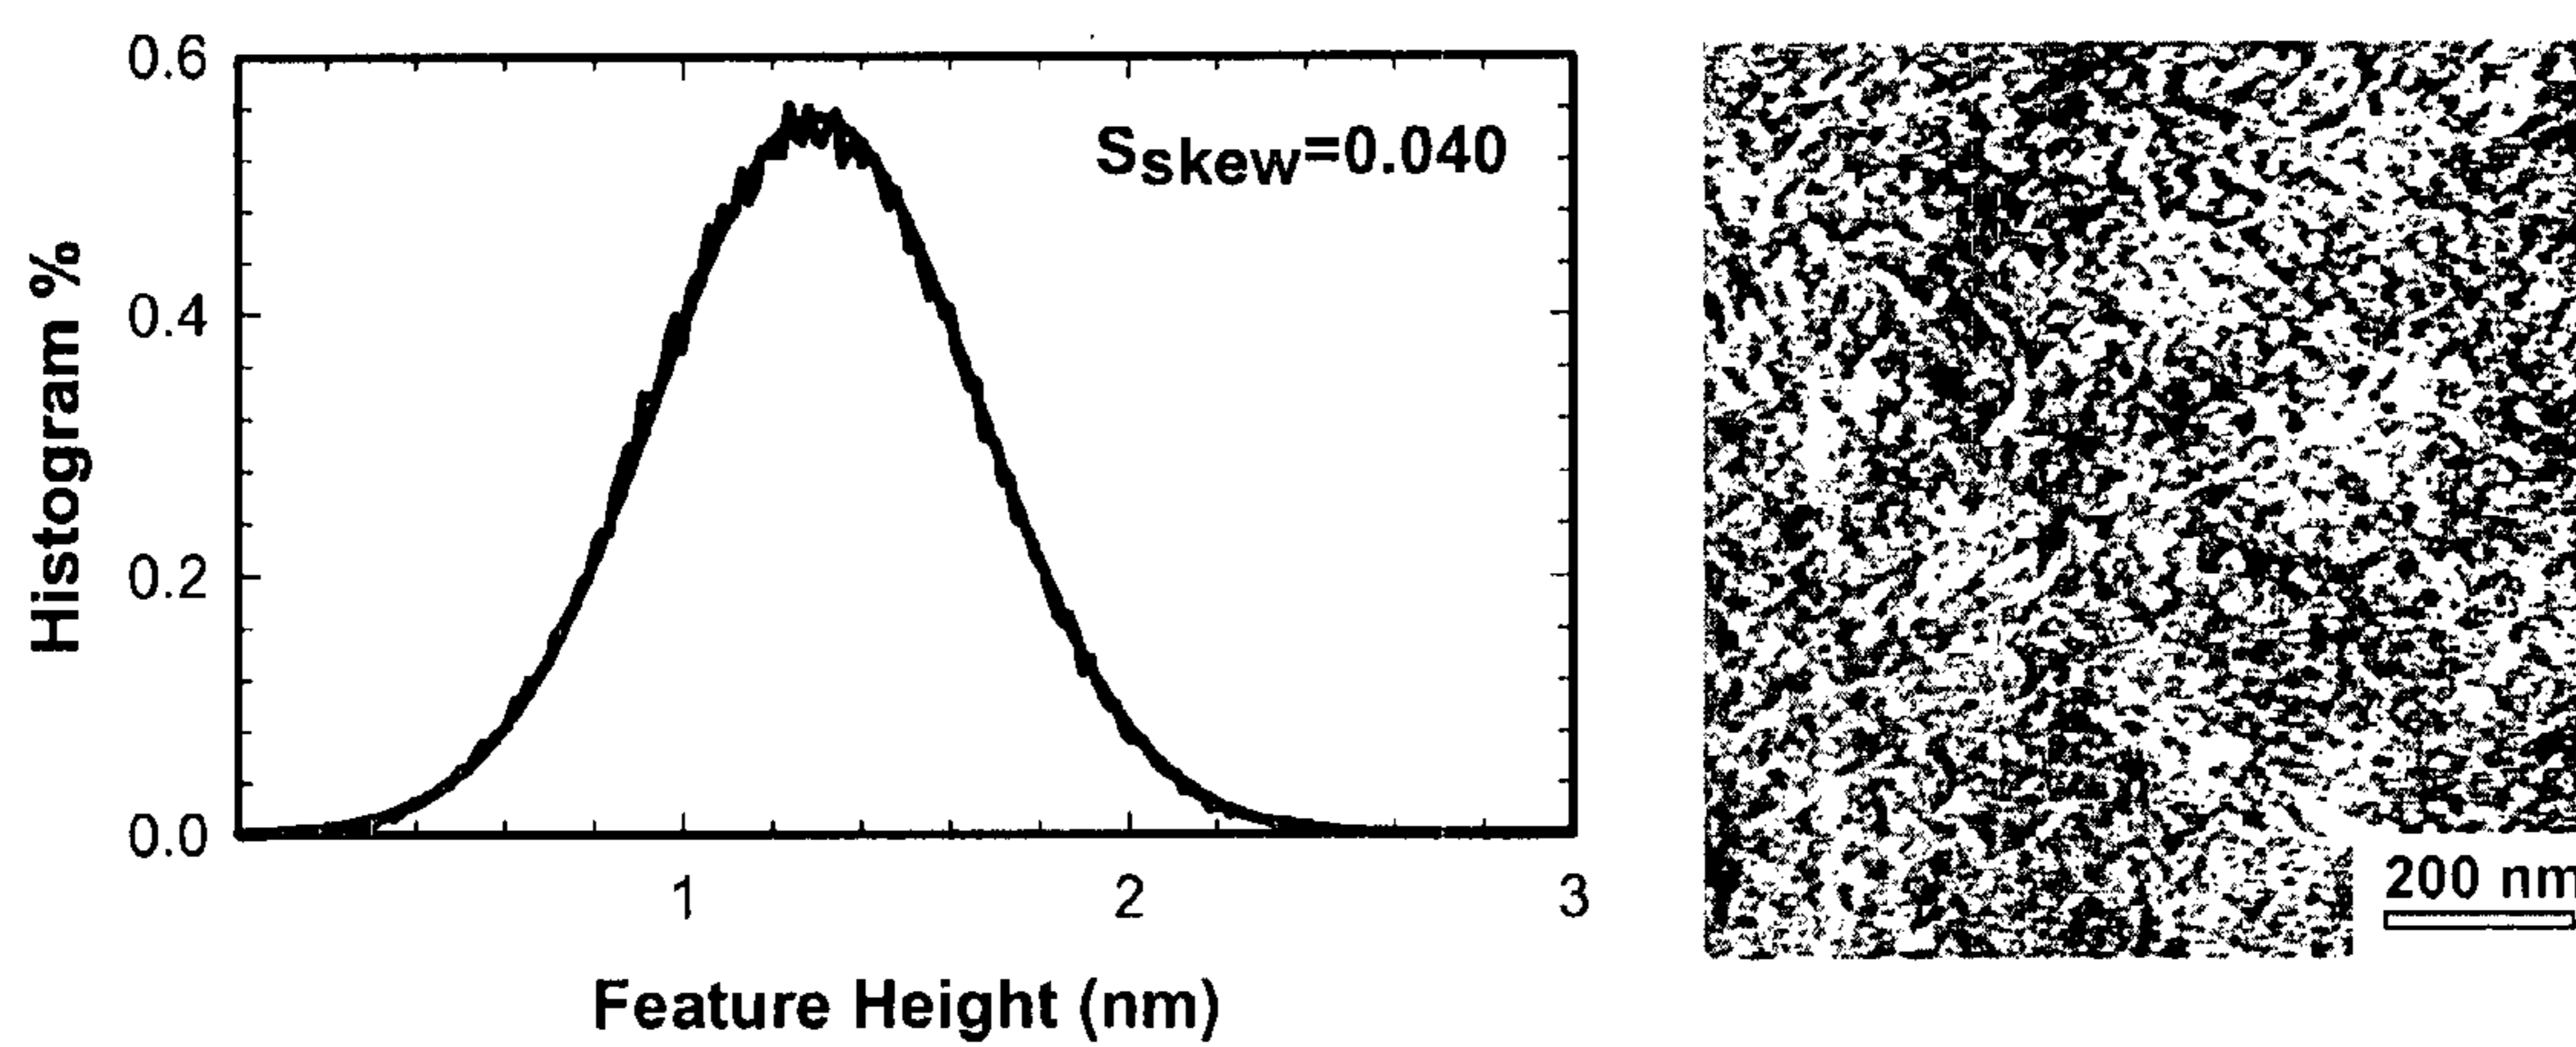 0.6
0.4
0.2
0.0
Histogram %
Sskew=0.040
1 2 3
Feature Height (nm)
200 nm